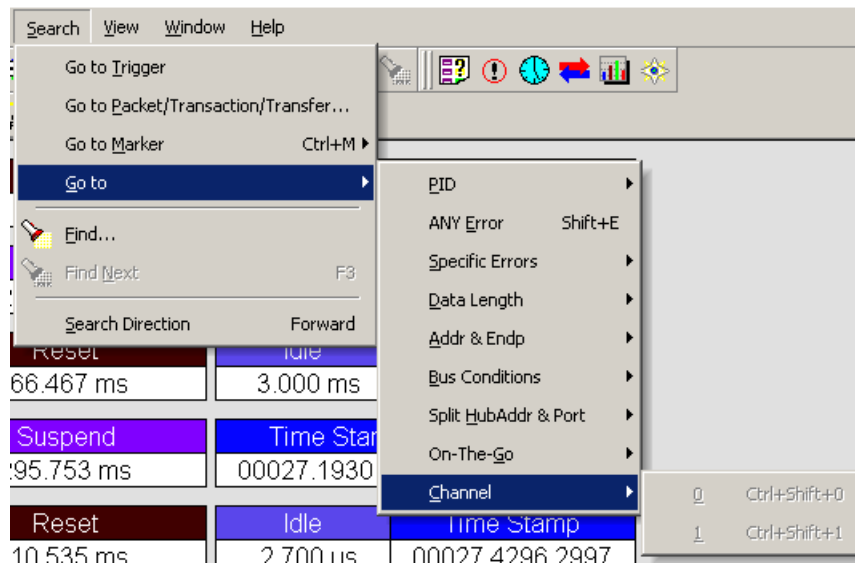 Search View Window Help
Go to Trigger
Go to Packet/Transaction/Transfer...
Go to Marker Ctrl+M
Go to
Find...
Find Next F3
Search Direction Forward
PID
ANY Error Shift+E
Specific Errors
Data Length
Addr & Endp
Bus Conditions
Split HubAddr & Port
On-The-Go
Channel
0 Ctrl+Shift+0
1 Ctrl+Shift+1
Reset Idle
66.467 ms 3.000 ms
Suspend Time Star
295.753 ms 00027.1930
Reset Idle Time Stamp
10.535 ms 2.700 us 00027.4296.2997